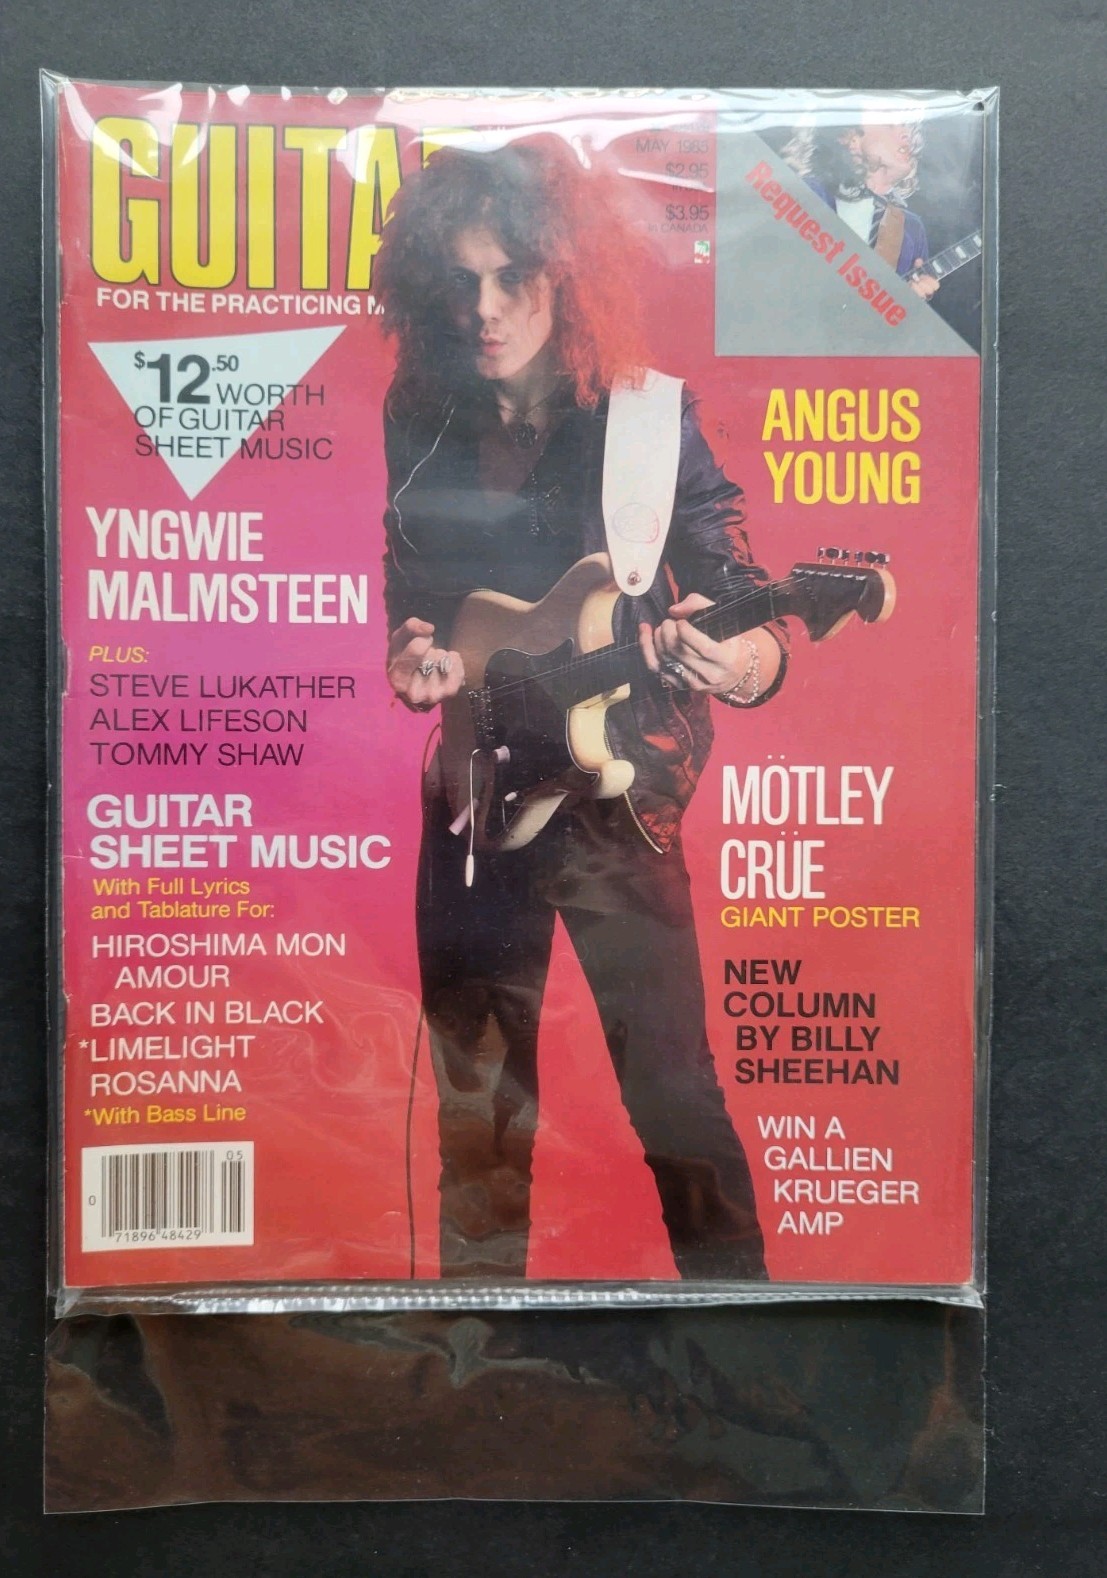 GUITA
FOR THE PRACTICING M
MAY 1985
$2.95
$3.95
in CANADA
Request Issue
$12.50 WORTH
OF GUITAR
SHEET MUSIC
ANGUS
YOUNG
YNGWIE
MALMSTEEN
PLUS:
STEVE LUKATHER
ALEX LIFESON
TOMMY SHAW
GUITAR
SHEET MUSIC
With Full Lyrics
and Tablature For:
HIROSHIMA MON
AMOUR
BACK IN BLACK
*LIMELIGHT
ROSANNA
*With Bass Line
MÖTLEY
CRÜE
GIANT POSTER
NEW
COLUMN
BY BILLY
SHEEHAN
WIN A
GALLIEN
KRUEGER
AMP
05
0
71896 48429